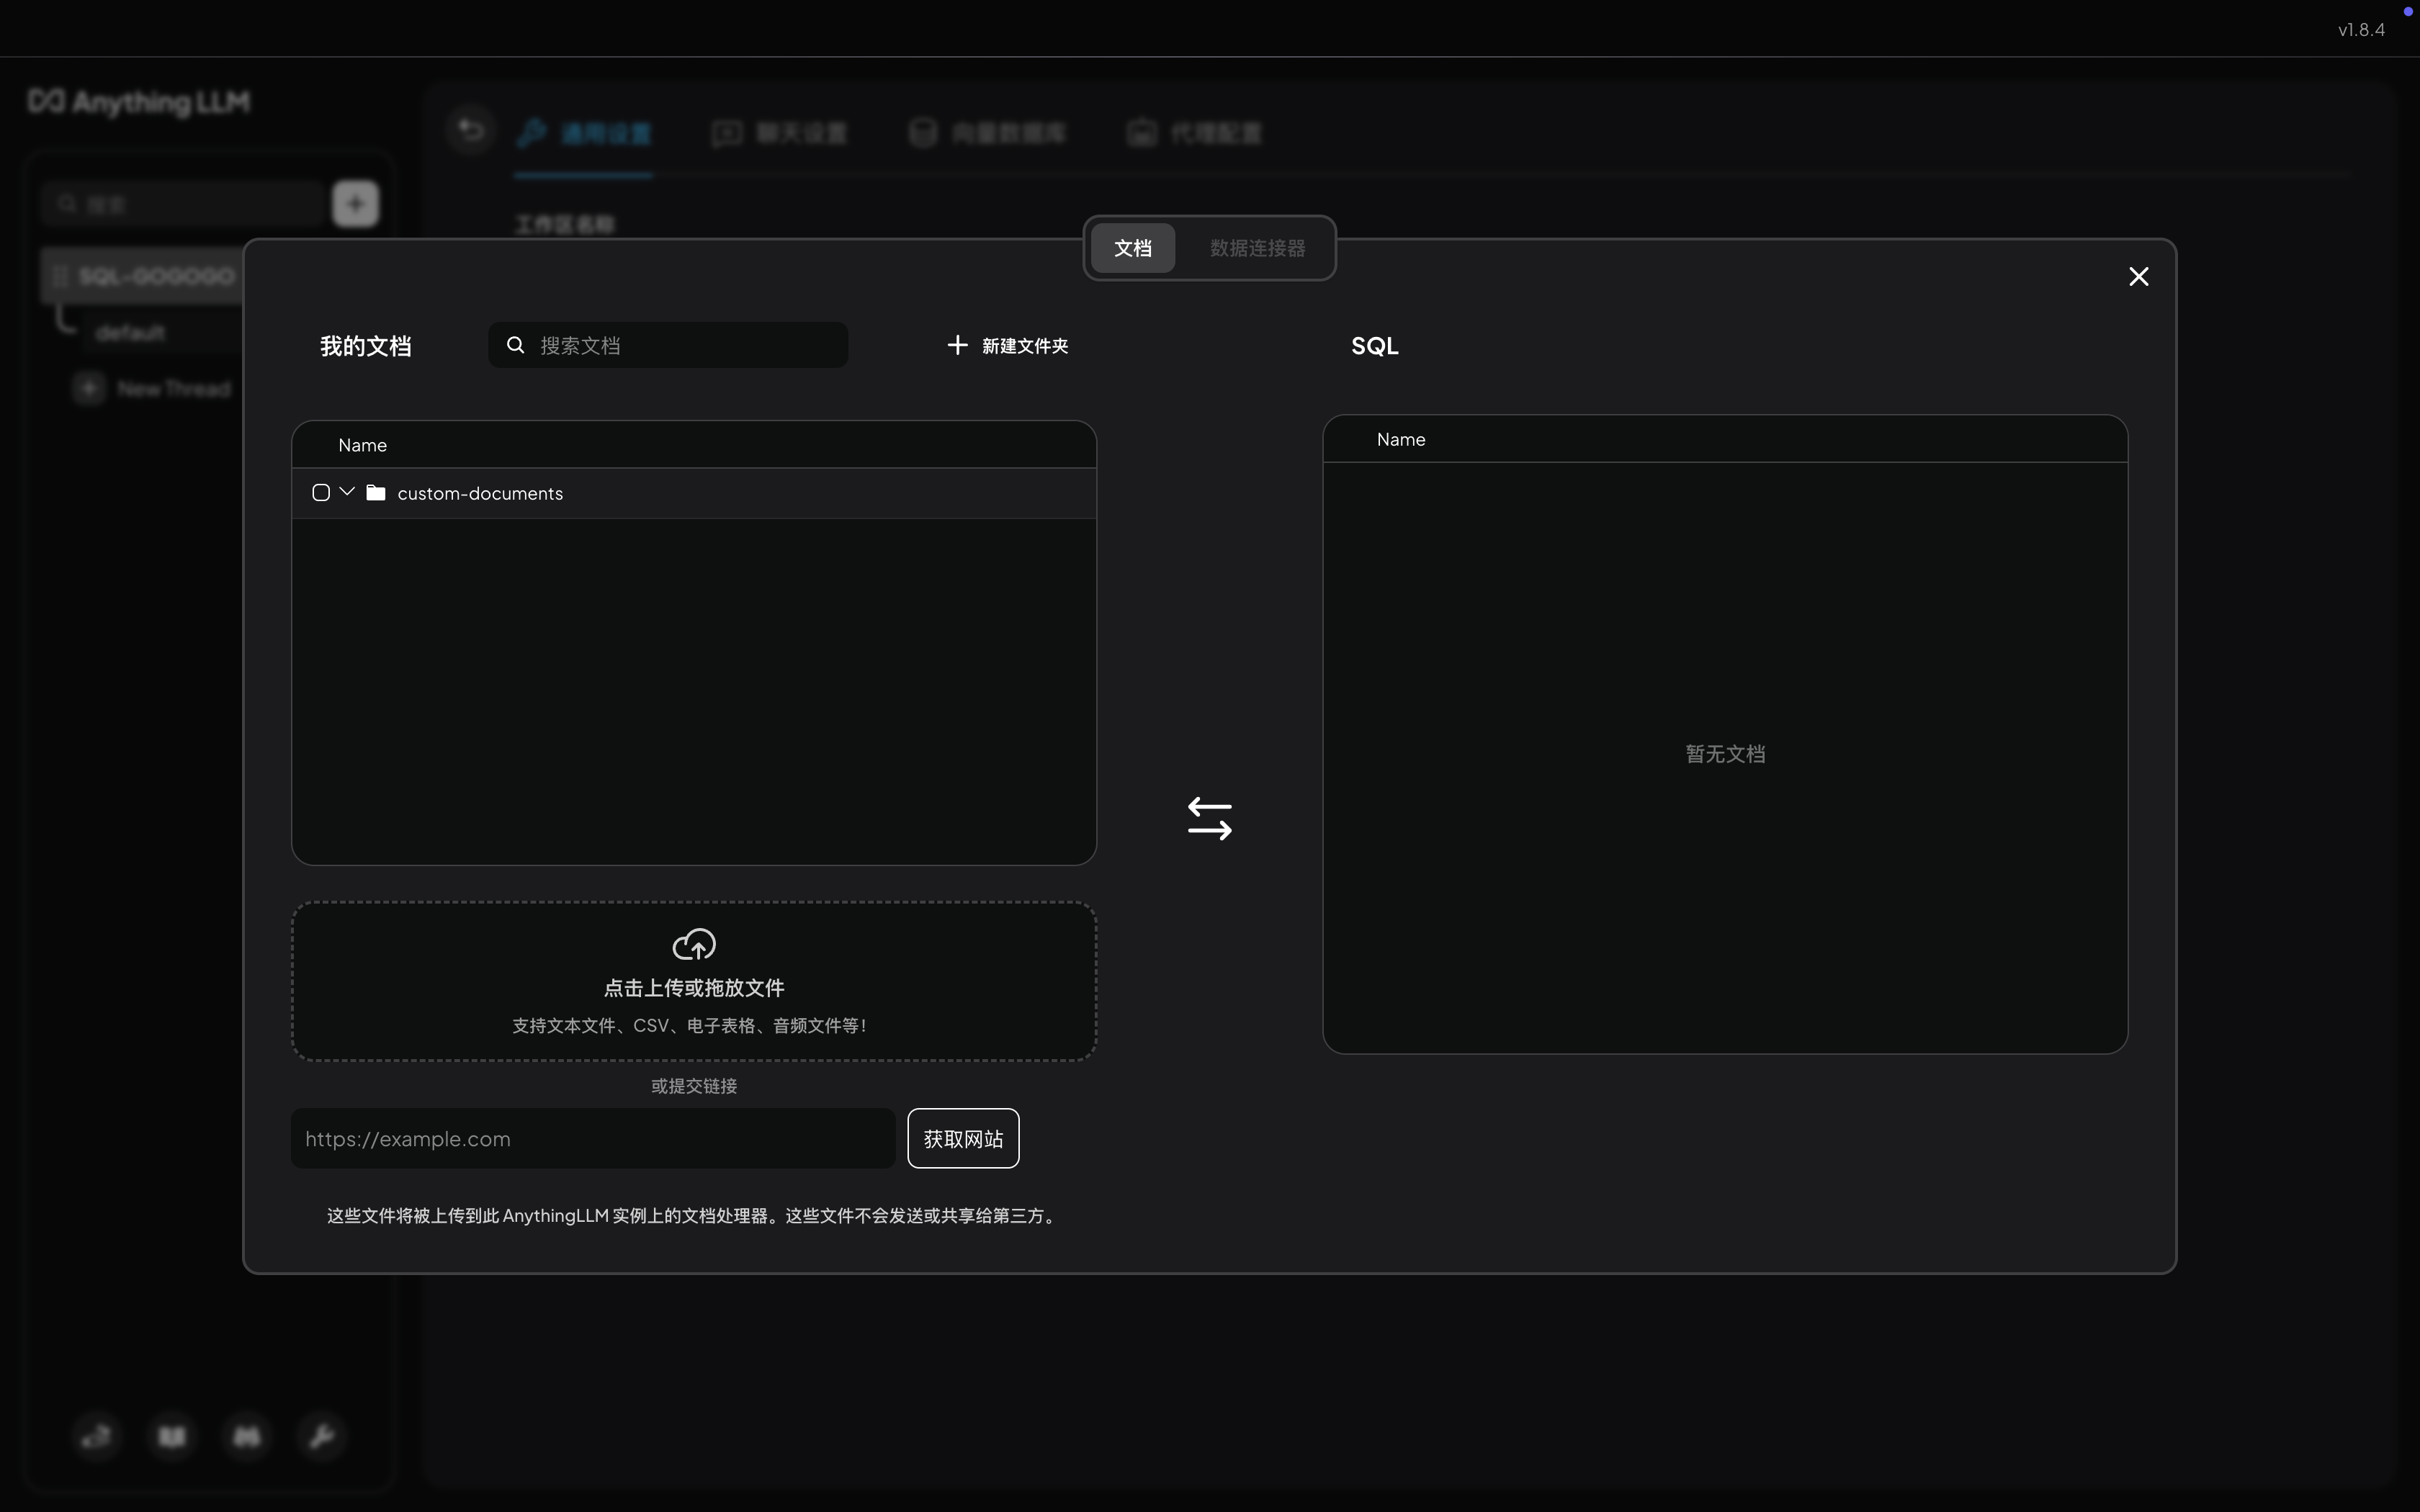 v1.8.4
Anything LLM
通用设置
聊天设置
向量数据库
代理配置
搜索
工作区名称
SQL-GOGOGO
default
New Thread
文档
数据连接器
我的文档
搜索文档
新建文件夹
Name
custom-documents
点击上传或拖放文件
支持文本文件、CSV、电子表格、音频文件等!
或提交链接
https://example.com
获取网站
这些文件将被上传到此 AnythingLLM 实例上的文档处理器。这些文件不会发送或共享给第三方。
SQL
Name
暂无文档